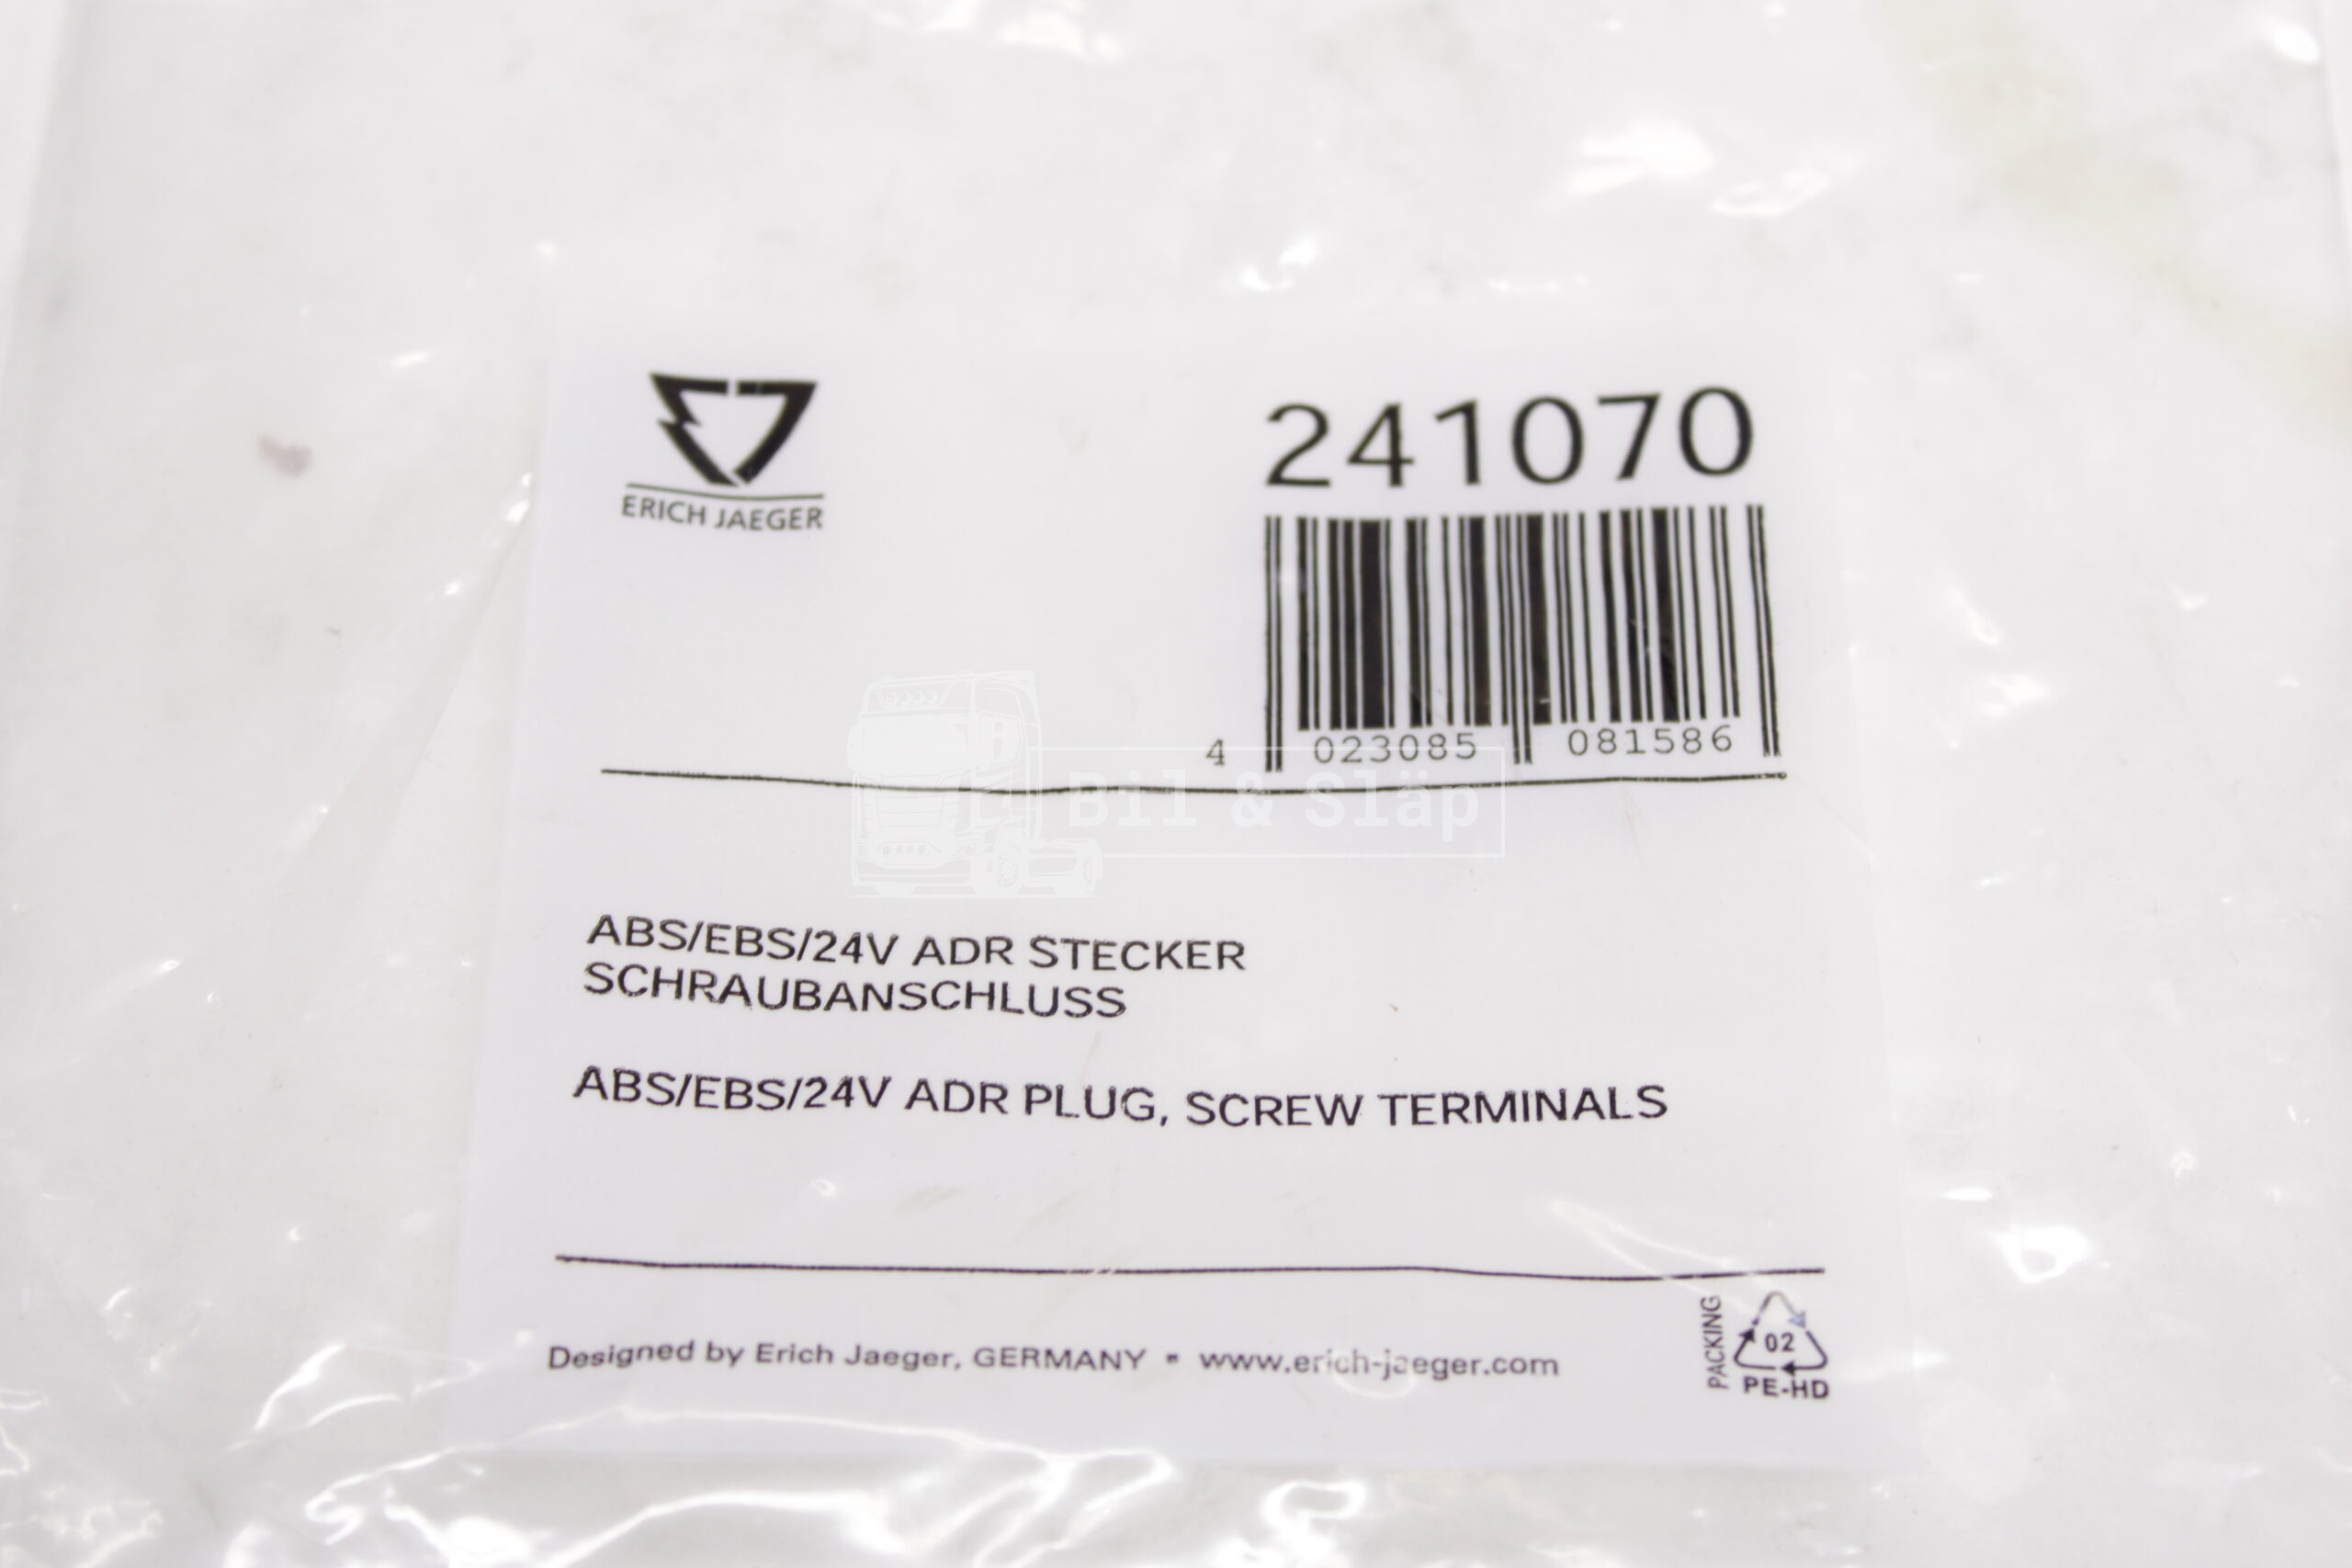 ERICH JAEGER
241070
4 023085 081586
Bil & Släp
ABS/EBS/24V ADR STECKER
SCHRAUBANSCHLUSS
ABS/EBS/24V ADR PLUG, SCREW TERMINALS
Designed by Erich Jaeger, GERMANY ▪ www.erich-jaeger.com
PACKING
02
PE-HD